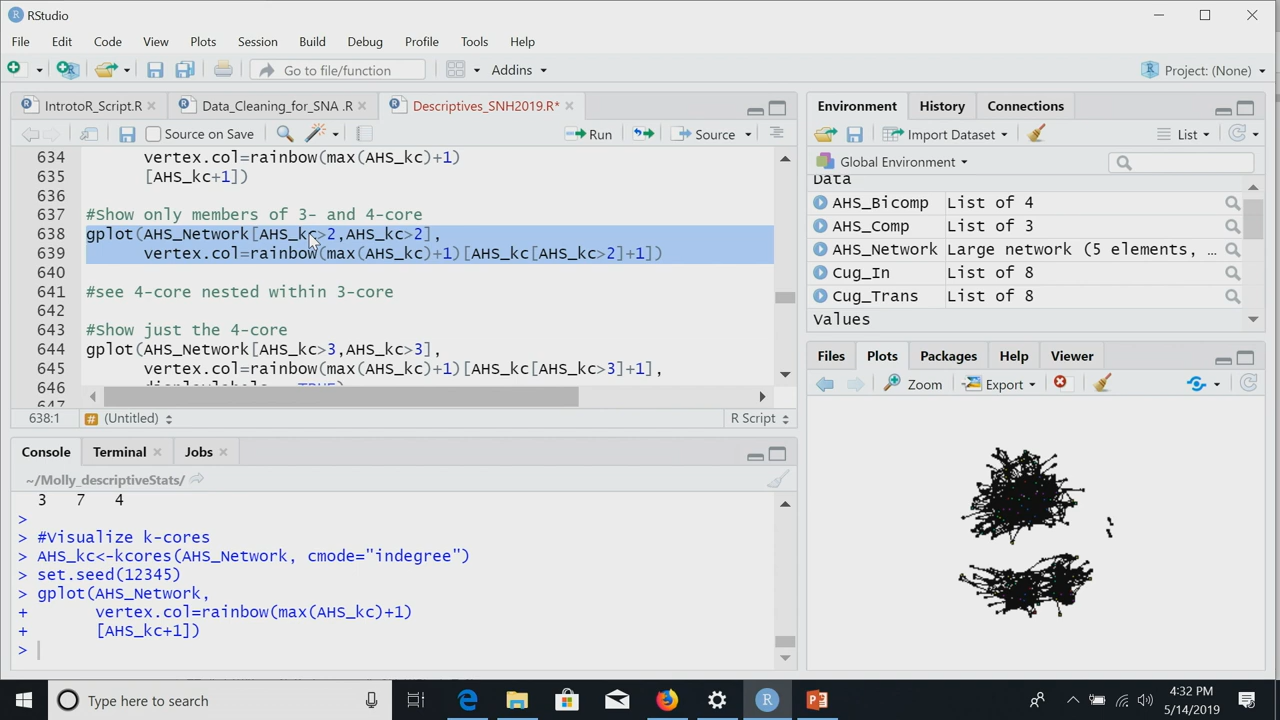 RStudio
File Edit Code View Plots Session Build Debug Profile Tools Help
Go to file/function Addins Project: (None)
IntrotoR_Script.R Data_Cleaning_for_SNA .R Descriptives_SNH2019.R*
Source on Save Run Source
634 vertex.col=rainbow(max(AHS_kc)+1)
635 [AHS_kc+1])
636
637 #Show only members of 3- and 4-core
638 gplot(AHS_Network[AHS_kc>2,AHS_kc>2],
639 vertex.col=rainbow(max(AHS_kc)+1)[AHS_kc[AHS_kc>2]+1])
640
641 #see 4-core nested within 3-core
642
643 #Show just the 4-core
644 gplot(AHS_Network[AHS_kc>3,AHS_kc>3],
645 vertex.col=rainbow(max(AHS_kc)+1)[AHS_kc[AHS_kc>3]+1],
646 displaylabels = TRUE)
647
638:1 (Untitled) R Script
Console Terminal Jobs
~/Molly_descriptiveStats/
3 7 4
>
> #Visualize k-cores
> AHS_kc<-kcores(AHS_Network, cmode="indegree")
> set.seed(12345)
> gplot(AHS_Network,
+ vertex.col=rainbow(max(AHS_kc)+1)
+ [AHS_kc+1])
>
Environment History Connections
Import Dataset List
Global Environment
Data
AHS_Bicomp List of 4
AHS_Comp List of 3
AHS_Network Large network (5 elements, …
Cug_In List of 8
Cug_Trans List of 8
Values
Files Plots Packages Help Viewer
Zoom Export
Type here to search
4:32 PM
5/14/2019